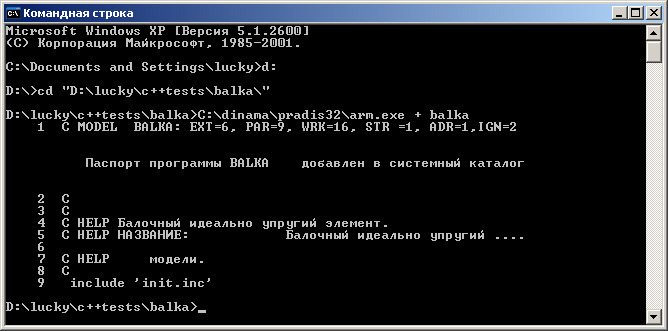 Командная строка
Microsoft Windows XP [Версия 5.1.2600]
(C) Корпорация Майкрософт, 1985-2001.
C:\Documents and Settings\lucky>d:
D:\>cd "D:\lucky\c++tests\balka\"
D:\lucky\c++tests\balka>C:\dinama\pradis32\arm.exe + balka
1 C MODEL BALKA: EXT=6, PAR=9, WRK=16, STR =1, ADR=1,IGN=2
Паспорт программы BALKA добавлен в системный каталог
2 C
3 C
4 C HELP Балочный идеально упругий элемент.
5 C HELP НАЗВАНИЕ: Балочный идеально упругий ....
6
7 C HELP модели.
8 C
9 include 'init.inc'
D:\lucky\c++tests\balka>_